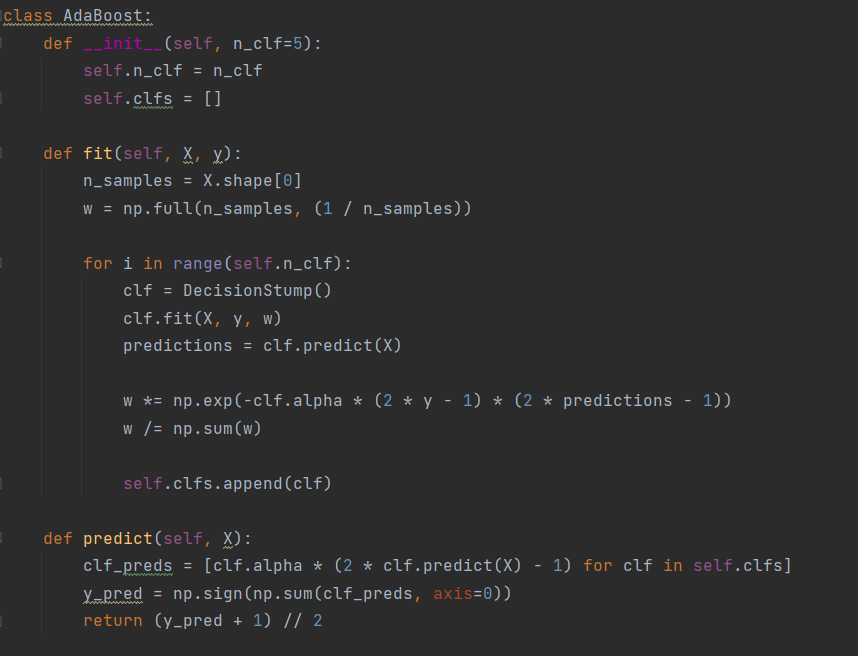 class AdaBoost:
    def __init__(self, n_clf=5):
        self.n_clf = n_clf
        self.clfs = []
    def fit(self, X, y):
        n_samples = X.shape[0]
        w = np.full(n_samples, (1 / n_samples))
        for i in range(self.n_clf):
            clf = DecisionStump()
            clf.fit(X, y, w)
            predictions = clf.predict(X)
            w *= np.exp(-clf.alpha * (2 * y - 1) * (2 * predictions - 1))
            w /= np.sum(w)
            self.clfs.append(clf)
    def predict(self, X):
        clf_preds = [clf.alpha * (2 * clf.predict(X) - 1) for clf in self.clfs]
        y_pred = np.sign(np.sum(clf_preds, axis=0))
        return (y_pred + 1) // 2